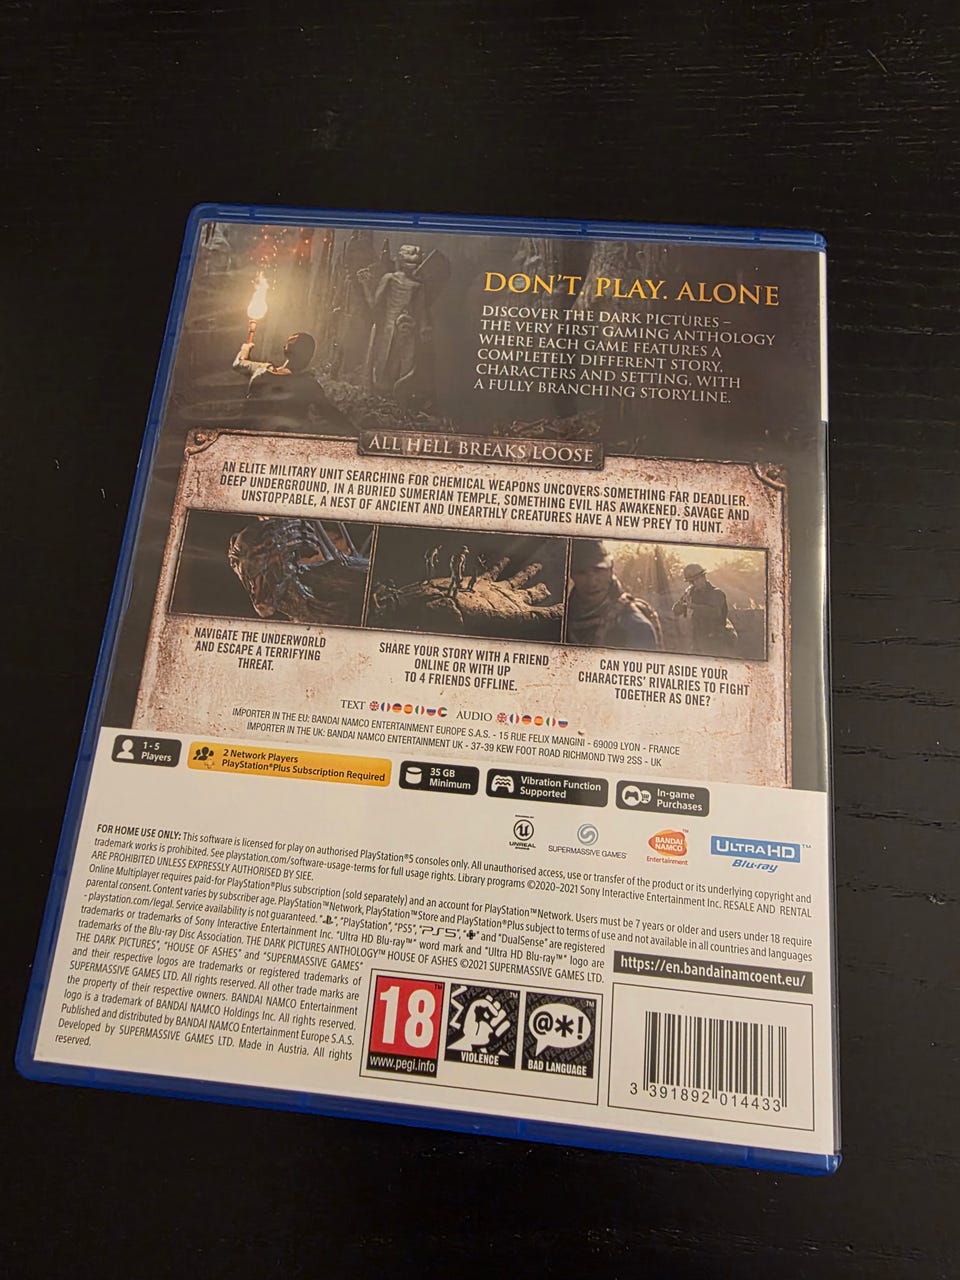 DON'T. PLAY. ALONE
DISCOVER THE DARK PICTURES –
THE VERY FIRST GAMING ANTHOLOGY
WHERE EACH GAME FEATURES A
COMPLETELY DIFFERENT STORY,
CHARACTERS AND SETTING, WITH
A FULLY BRANCHING STORYLINE.
ALL HELL BREAKS LOOSE
AN ELITE MILITARY UNIT SEARCHING FOR CHEMICAL WEAPONS UNCOVERS SOMETHING FAR DEADLIER.
DEEP UNDERGROUND, IN A BURIED SUMERIAN TEMPLE, SOMETHING EVIL HAS AWAKENED. SAVAGE AND
UNSTOPPABLE, A NEST OF ANCIENT AND UNEARTHLY CREATURES HAVE A NEW PREY TO HUNT.
NAVIGATE THE UNDERWORLD
AND ESCAPE A TERRIFYING
THREAT.
SHARE YOUR STORY WITH A FRIEND
ONLINE OR WITH UP
TO 4 FRIENDS OFFLINE.
CAN YOU PUT ASIDE YOUR
CHARACTERS' RIVALRIES TO FIGHT
TOGETHER AS ONE?
TEXT AUDIO
IMPORTER IN THE EU: BANDAI NAMCO ENTERTAINMENT EUROPE S.A.S. - 15 RUE FELIX MANGINI - 69009 LYON - FRANCE
IMPORTER IN THE UK: BANDAI NAMCO ENTERTAINMENT UK - 37-39 KEW FOOT ROAD RICHMOND TW9 2SS - UK
1 - 5
Players
2 Network Players
PlayStation®Plus Subscription Required
35 GB
Minimum
Vibration Function
Supported
In-game
Purchases
UNREAL
SUPERMASSIVE GAMES
BANDAI
NAMCO
Entertainment
ULTRA HD™
Blu-ray
FOR HOME USE ONLY: This software is licensed for play on authorised PlayStation®5 consoles only. All unauthorised access, use or transfer of the product or its underlying copyright and
trademark works is prohibited. See playstation.com/software-usage-terms for full usage rights. Library programs ©2020–2021 Sony Interactive Entertainment Inc. RESALE AND RENTAL
ARE PROHIBITED UNLESS EXPRESSLY AUTHORISED BY SIEE.
Online Multiplayer requires paid-for PlayStation®Plus subscription (sold separately) and an account for PlayStation™Network. Users must be 7 years or older and users under 18 require
parental consent. Content varies by subscriber age. PlayStation™Network, PlayStation™Store and PlayStation®Plus subject to terms of use and not available in all countries and languages
- playstation.com/legal. Service availability is not guaranteed. "", "PlayStation", "PS5", "PS5", "" and "DualSense" are registered
trademarks or trademarks of Sony Interactive Entertainment Inc. "Ultra HD Blu-ray™" word mark and "Ultra HD Blu-ray™" logo are
trademarks of the Blu-ray Disc Association. THE DARK PICTURES ANTHOLOGY™ HOUSE OF ASHES ©2021 SUPERMASSIVE GAMES LTD.
THE DARK PICTURES", "HOUSE OF ASHES" and "SUPERMASSIVE GAMES"
and their respective logos are trademarks or registered trademarks of
SUPERMASSIVE GAMES LTD. All rights reserved. All other trade marks are
the property of their respective owners. BANDAI NAMCO Entertainment
logo is a trademark of BANDAI NAMCO Holdings Inc. All rights reserved.
Published and distributed by BANDAI NAMCO Entertainment Europe S.A.S.
Developed by SUPERMASSIVE GAMES LTD. Made in Austria. All rights
reserved.
https://en.bandainamcoent.eu/
18™
www.pegi.info
VIOLENCE
@*!
BAD LANGUAGE
3 391892 014433